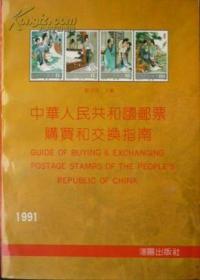 中華人民共和國郵票
購買和交換指南
GUIDE OF BUYING & EXCHANGING
POSTAGE STAMPS OF THE PEOPLE'S
REPUBLIC OF CHINA
1991